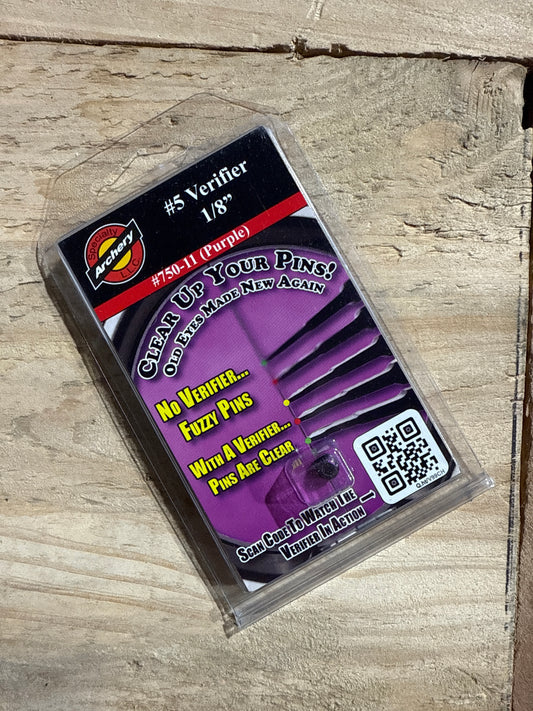 #5 Verifier
1/8"
Specialty
Archery
LLC
#750-11 (Purple)
Clear Up Your Pins!
Old Eyes Made New Again
No Verifier...
Fuzzy Pins
With A Verifier...
Pins Are Clear
Scan Code To Watch The
Verified In Action